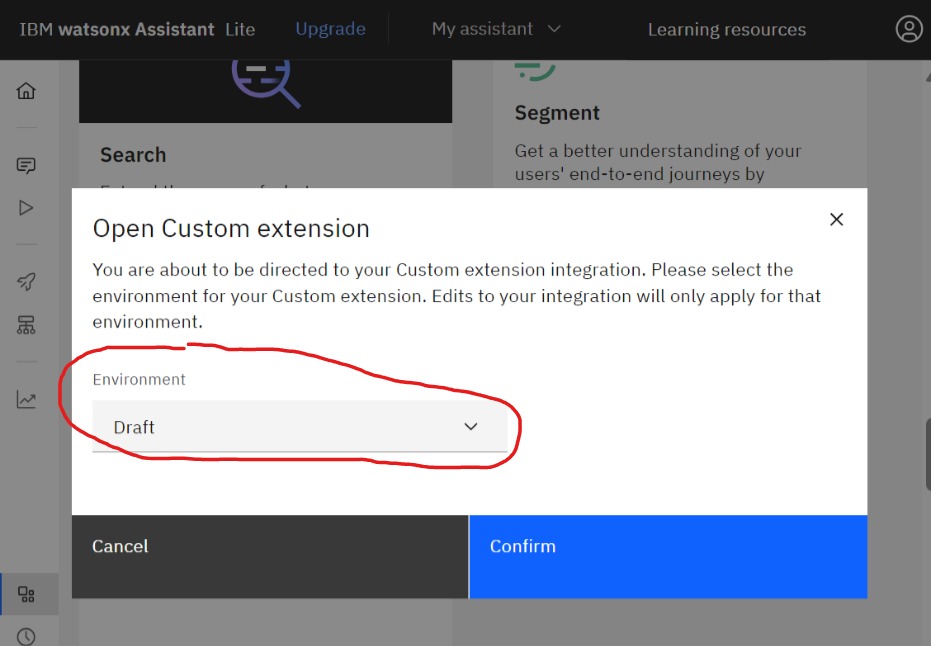 IBM watsonx Assistant Lite Upgrade My assistant Learning resources
Search
Segment
Get a better understanding of your
users' end-to-end journeys by
Open Custom extension
You are about to be directed to your Custom extension integration. Please select the
environment for your Custom extension. Edits to your integration will only apply for that
environment.
Environment
Draft
Cancel
Confirm